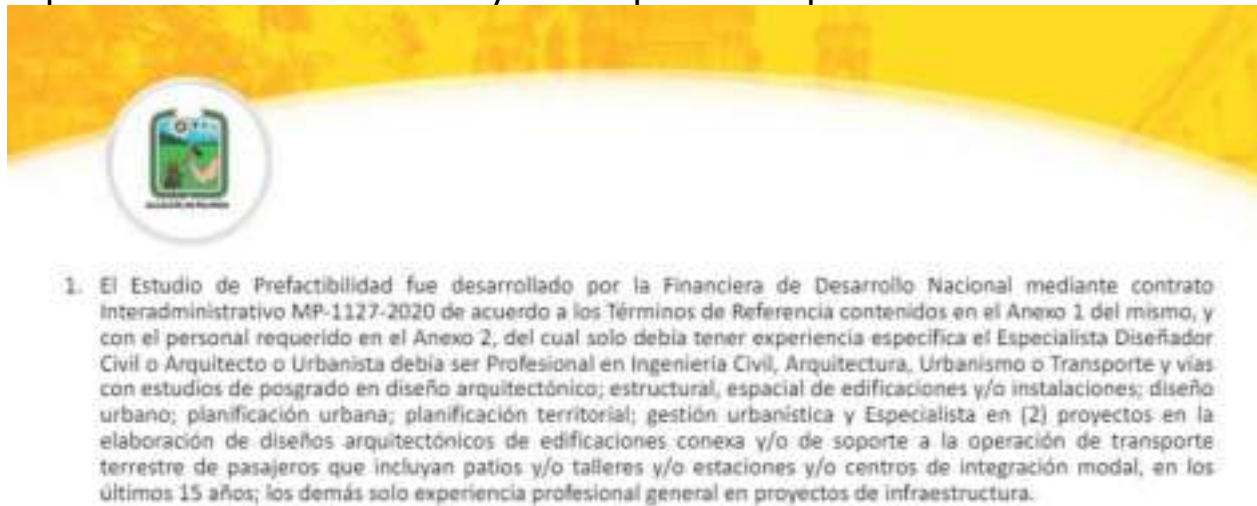 1. El Estudio de Prefactibilidad fue desarrollado por la Financiera de Desarrollo Nacional mediante contrato
Interadministrativo MP-1127-2020 de acuerdo a los Términos de Referencia contenidos en el Anexo 1 del mismo, y
con el personal requerido en el Anexo 2, del cual solo debía tener experiencia específica el Especialista Diseñador
Civil o Arquitecto o Urbanista debía ser Profesional en Ingeniería Civil, Arquitectura, Urbanismo o Transporte y vías
con estudios de posgrado en diseño arquitectónico; estructural, espacial de edificaciones y/o instalaciones; diseño
urbano; planificación urbana; planificación territorial; gestión urbanística y Especialista en (2) proyectos en la
elaboración de diseños arquitectónicos de edificaciones conexa y/o de soporte a la operación de transporte
terrestre de pasajeros que incluyan patios y/o talleres y/o estaciones y/o centros de integración modal, en los
últimos 15 años; los demás solo experiencia profesional general en proyectos de infraestructura.